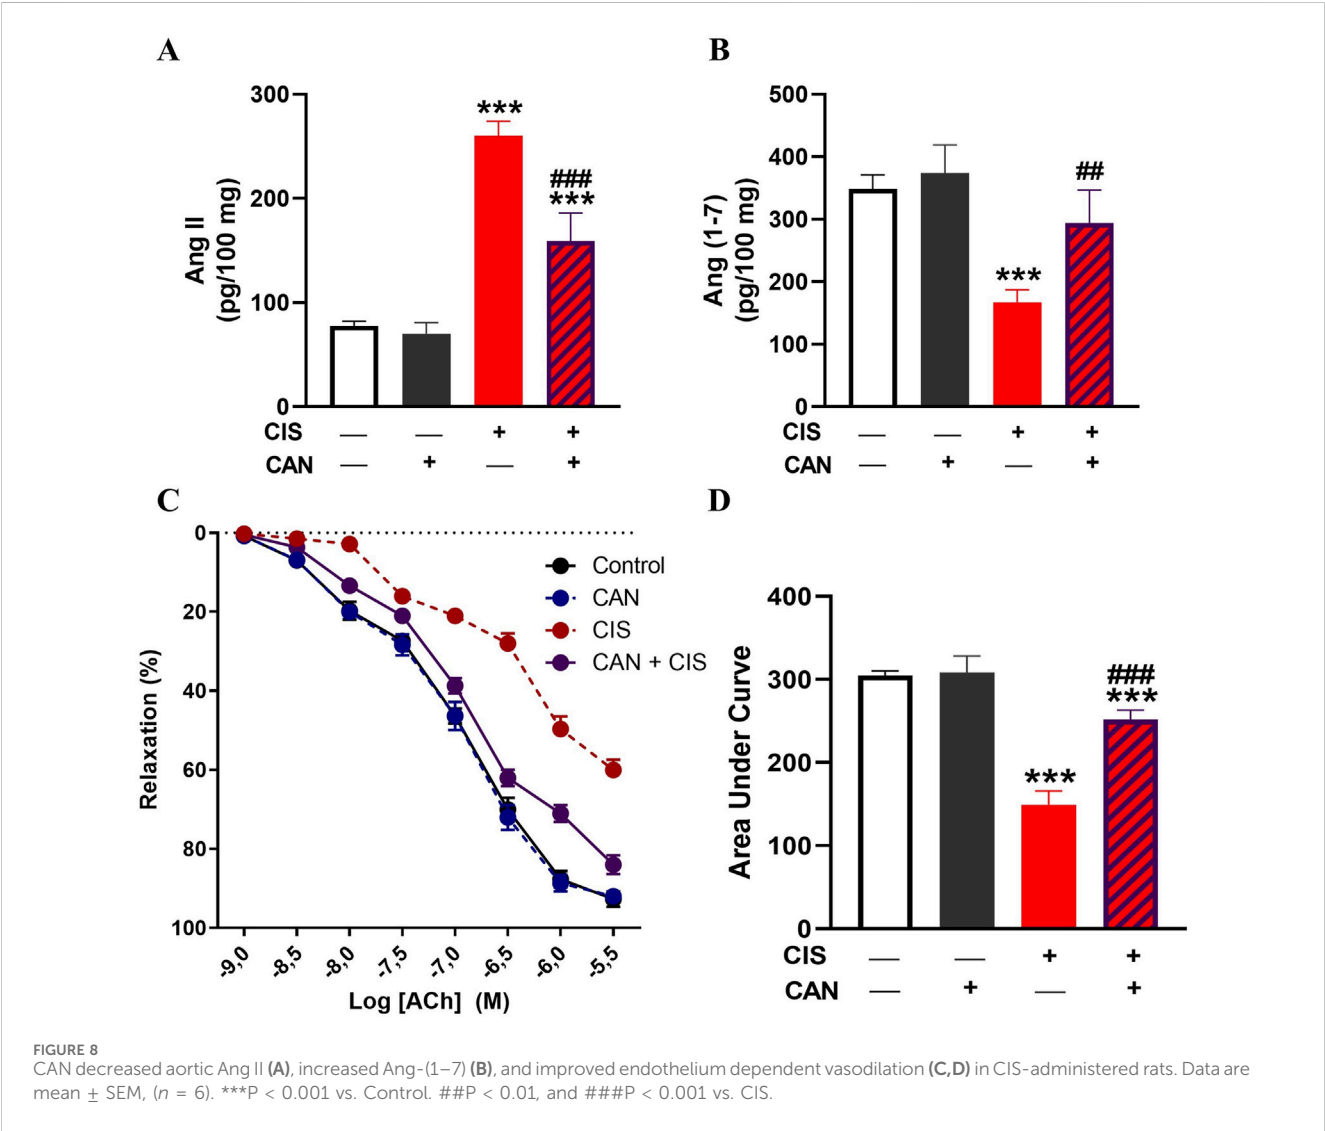 A
Ang II
(pg/100 mg)
300
200
100
0
***
###
***
CIS — — + +
CAN — + — +
B
Ang (1-7)
(pg/100 mg)
500
400
300
200
100
0
***
##
CIS — — + +
CAN — + — +
C
Relaxation (%)
0
20
40
60
80
100
Control
CAN
CIS
CAN + CIS
-9,0 -8,5 -8,0 -7,5 -7,0 -6,5 -6,0 -5,5
Log [ACh] (M)
D
Area Under Curve
400
300
200
100
0
***
###
***
CIS — — + +
CAN — + — +
FIGURE 8
CAN decreased aortic Ang II (A), increased Ang-(1–7) (B), and improved endothelium dependent vasodilation (C,D) in CIS-administered rats. Data are
mean ± SEM, (n = 6). ***P < 0.001 vs. Control. ##P < 0.01, and ###P < 0.001 vs. CIS.